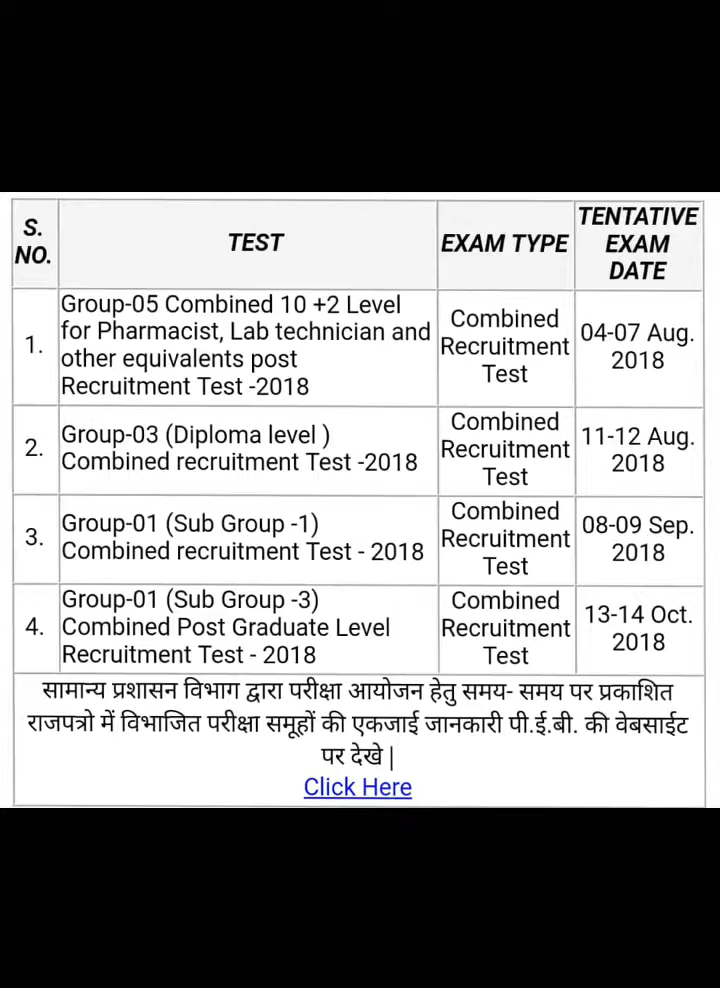 S. NO.
TEST
EXAM TYPE
TENTATIVE EXAM DATE
1.
Group-05 Combined 10 +2 Level
for Pharmacist, Lab technician and
other equivalents post
Recruitment Test -2018
Combined
Recruitment
Test
04-07 Aug.
2018
2.
Group-03 (Diploma level )
Combined recruitment Test -2018
Combined
Recruitment
Test
11-12 Aug.
2018
3.
Group-01 (Sub Group -1)
Combined recruitment Test - 2018
Combined
Recruitment
Test
08-09 Sep.
2018
4.
Group-01 (Sub Group -3)
Combined Post Graduate Level
Recruitment Test - 2018
Combined
Recruitment
Test
13-14 Oct.
2018
सामान्य प्रशासन विभाग द्वारा परीक्षा आयोजन हेतु समय- समय पर प्रकाशित
राजपत्रो में विभाजित परीक्षा समूहों की एकजाई जानकारी पी.ई.बी. की वेबसाईट
पर देखे |
Click Here